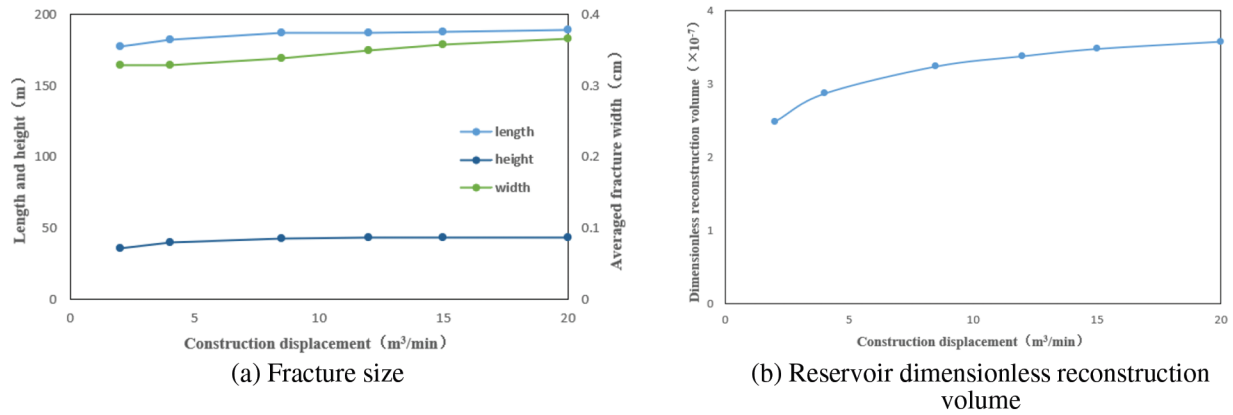 200
150
100
50
0
Length and height (m)
0.4
0.3
0.2
0.1
0
Averaged fracture width (cm)
length
height
width
0 5 10 15 20
Construction displacement (m³/min)
(a) Fracture size
4
3
2
1
0
Dimensionless reconstruction volume (×10⁻⁷)
0 5 10 15 20
Construction displacement (m³/min)
(b) Reservoir dimensionless reconstruction
volume